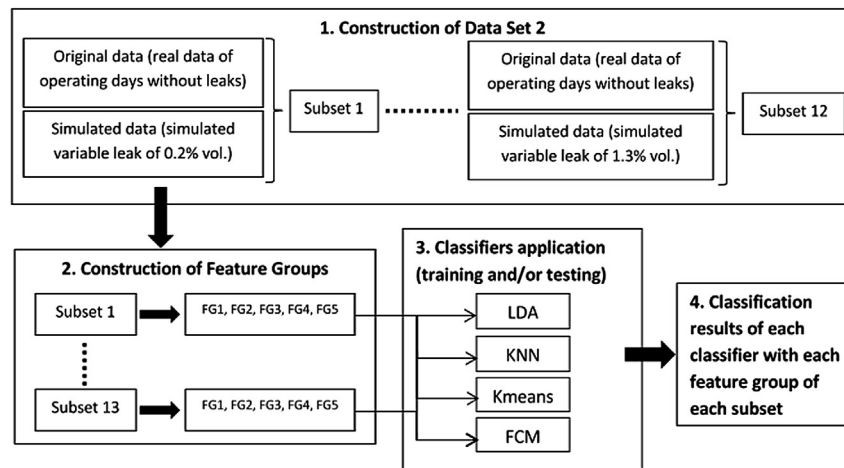 1. Construction of Data Set 2
Original data (real data of
operating days without leaks)
Simulated data (simulated
variable leak of 0.2% vol.)
Subset 1
Original data (real data of
operating days without leaks)
Simulated data (simulated
variable leak of 1.3% vol.)
Subset 12
2. Construction of Feature Groups
Subset 1
FG1, FG2, FG3, FG4, FG5
Subset 13
FG1, FG2, FG3, FG4, FG5
3. Classifiers application
(training and/or testing)
LDA
KNN
Kmeans
FCM
4. Classification
results of each
classifier with each
feature group of
each subset